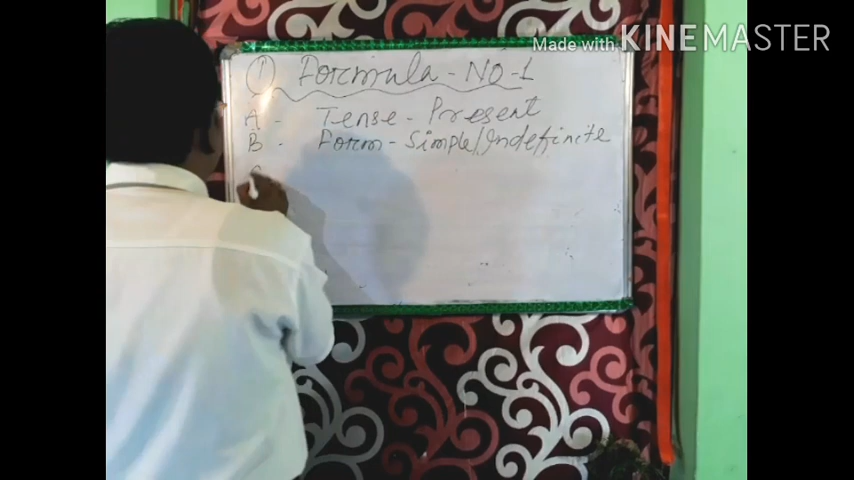 Made with KINEMASTER
① Formula - NO - 1
A - Tense - Present
B - Form - Simple/Indefinite
C